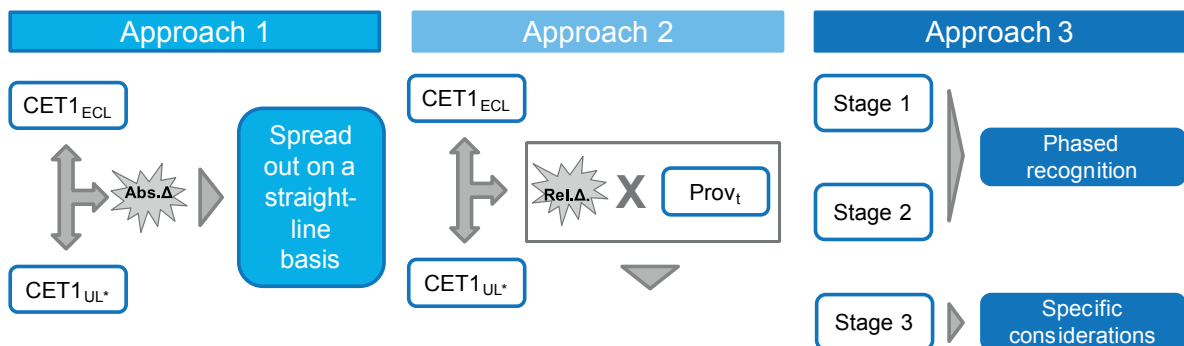 Approach 1
CET1ECL
Abs.Δ
CET1UL*
Spread
out on a
straight-
line
basis
Approach 2
CET1ECL
Rel.Δ.
X
Provt
CET1UL*
Approach 3
Stage 1
Stage 2
Phased
recognition
Stage 3
Specific
considerations